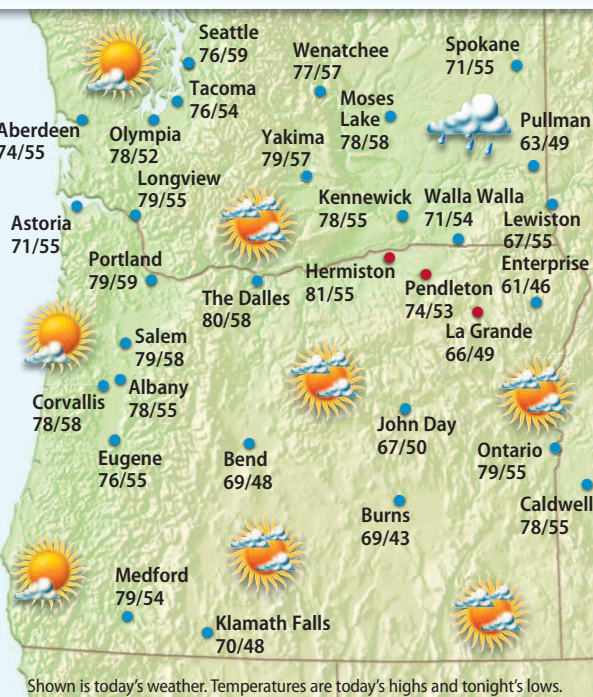 Seattle
76/59
Wenatchee
77/57
Spokane
71/55
Tacoma
76/54
Moses
Lake
78/58
Aberdeen
74/55
Olympia
78/52
Yakima
79/57
Pullman
63/49
Longview
79/55
Kennewick
78/55
Walla Walla
71/54
Lewiston
67/55
Astoria
71/55
Portland
79/59
The Dalles
80/58
Hermiston
81/55
Pendleton
74/53
Enterprise
61/46
La Grande
66/49
Salem
79/58
Albany
78/55
Corvallis
78/58
John Day
67/50
Eugene
76/55
Bend
69/48
Ontario
79/55
Burns
69/43
Caldwell
78/55
Medford
79/54
Klamath Falls
70/48
Shown is today's weather. Temperatures are today's highs and tonight's lows.